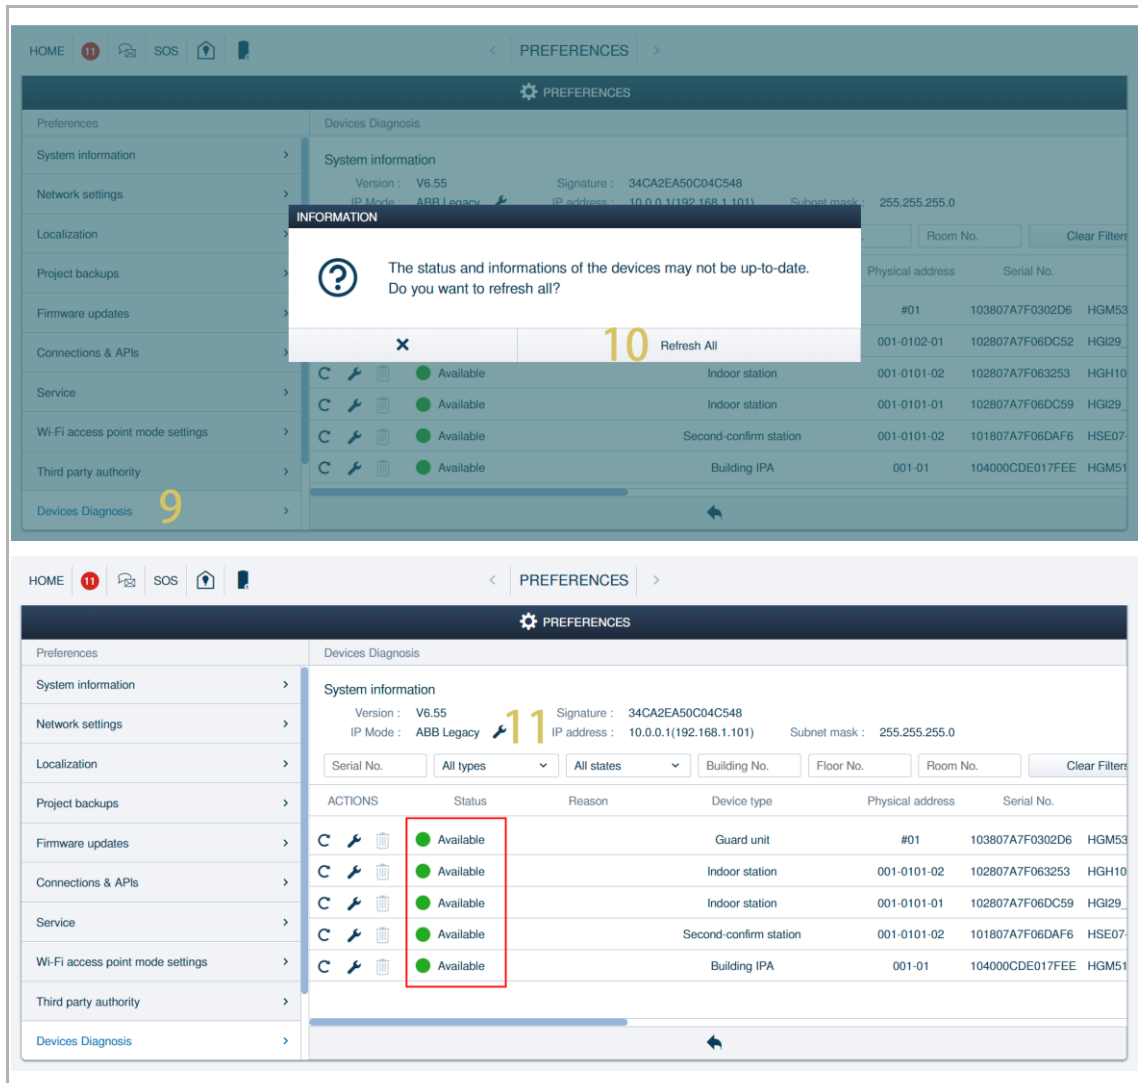 HOME 11 SOS < PREFERENCES >
PREFERENCES
Preferences Devices Diagnosis
System information
Network settings
Localization
Project backups
Firmware updates
Connections & APIs
Service
Wi-Fi access point mode settings
Third party authority
Devices Diagnosis 9
System information
Version : V6.55 Signature : 34CA2EA50C04C548
IP Mode : ABB Legacy IP address : 10.0.0.1(192.168.1.101) Subnet mask : 255.255.255.0
Room No. Clear Filters
Physical address Serial No.
#01 103807A7F0302D6 HGM53
001-0102-01 102807A7F06DC52 HGI29_
INFORMATION
The status and informations of the devices may not be up-to-date.
Do you want to refresh all?
10 Refresh All
Available Indoor station 001-0101-02 102807A7F063253 HGH10
Available Indoor station 001-0101-01 102807A7F06DC59 HGI29_
Available Second-confirm station 001-0101-02 101807A7F06DAF6 HSE07-
Available Building IPA 001-01 104000CDE017FEE HGM51
HOME 11 SOS < PREFERENCES >
PREFERENCES
Preferences Devices Diagnosis
System information
Network settings
Localization
Project backups
Firmware updates
Connections & APIs
Service
Wi-Fi access point mode settings
Third party authority
Devices Diagnosis
System information
Version : V6.55 Signature : 34CA2EA50C04C548
IP Mode : ABB Legacy 11 IP address : 10.0.0.1(192.168.1.101) Subnet mask : 255.255.255.0
Serial No. All types All states Building No. Floor No. Room No. Clear Filters
ACTIONS Status Reason Device type Physical address Serial No.
Available Guard unit #01 103807A7F0302D6 HGM53
Available Indoor station 001-0101-02 102807A7F063253 HGH10
Available Indoor station 001-0101-01 102807A7F06DC59 HGI29_
Available Second-confirm station 001-0101-02 101807A7F06DAF6 HSE07-
Available Building IPA 001-01 104000CDE017FEE HGM51